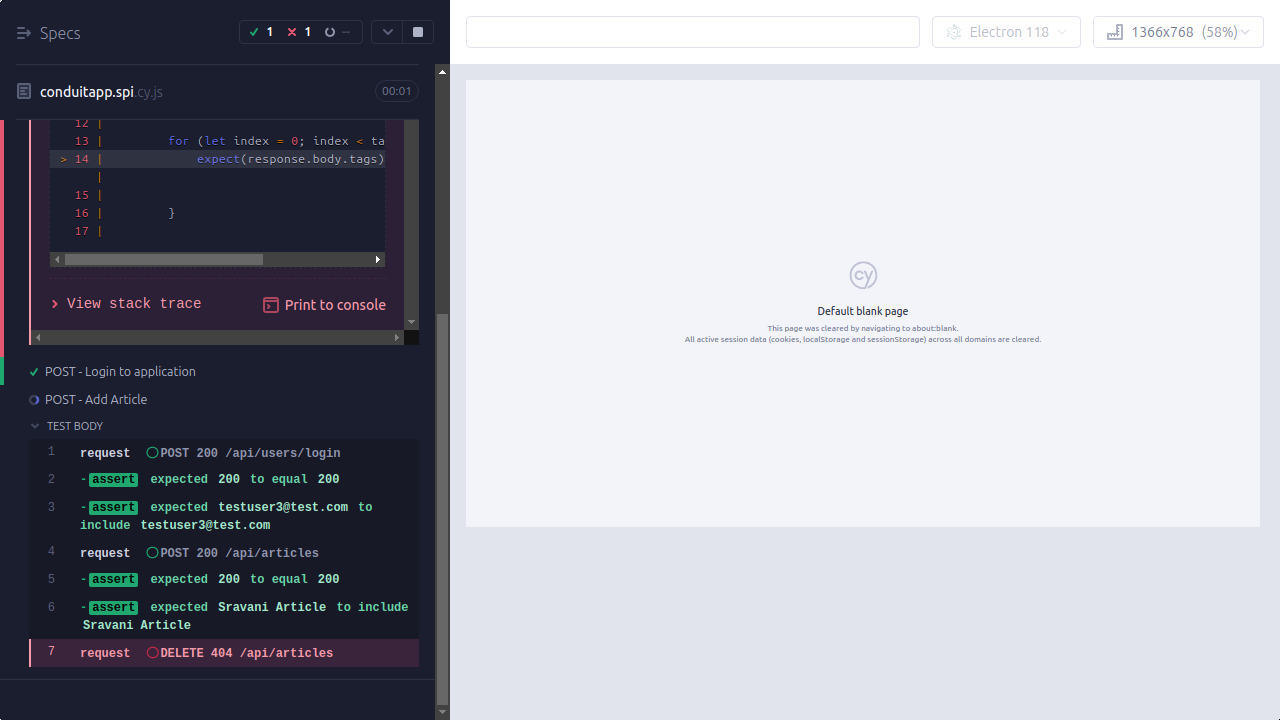 Specs
1 1 --
Electron 118
1366x768 (58%)
conduitapp.spi.cy.js
00:01
12 |
13 | for (let index = 0; index < ta
> 14 | expect(response.body.tags)
|
15 |
16 | }
17 |
View stack trace
Print to console
POST - Login to application
POST - Add Article
TEST BODY
1 request POST 200 /api/users/login
2 -assert expected 200 to equal 200
3 -assert expected testuser3@test.com to
include testuser3@test.com
4 request POST 200 /api/articles
5 -assert expected 200 to equal 200
6 -assert expected Sravani Article to include
Sravani Article
7 request DELETE 404 /api/articles
cy
Default blank page
This page was cleared by navigating to about:blank.
All active session data (cookies, localStorage and sessionStorage) across all domains are cleared.